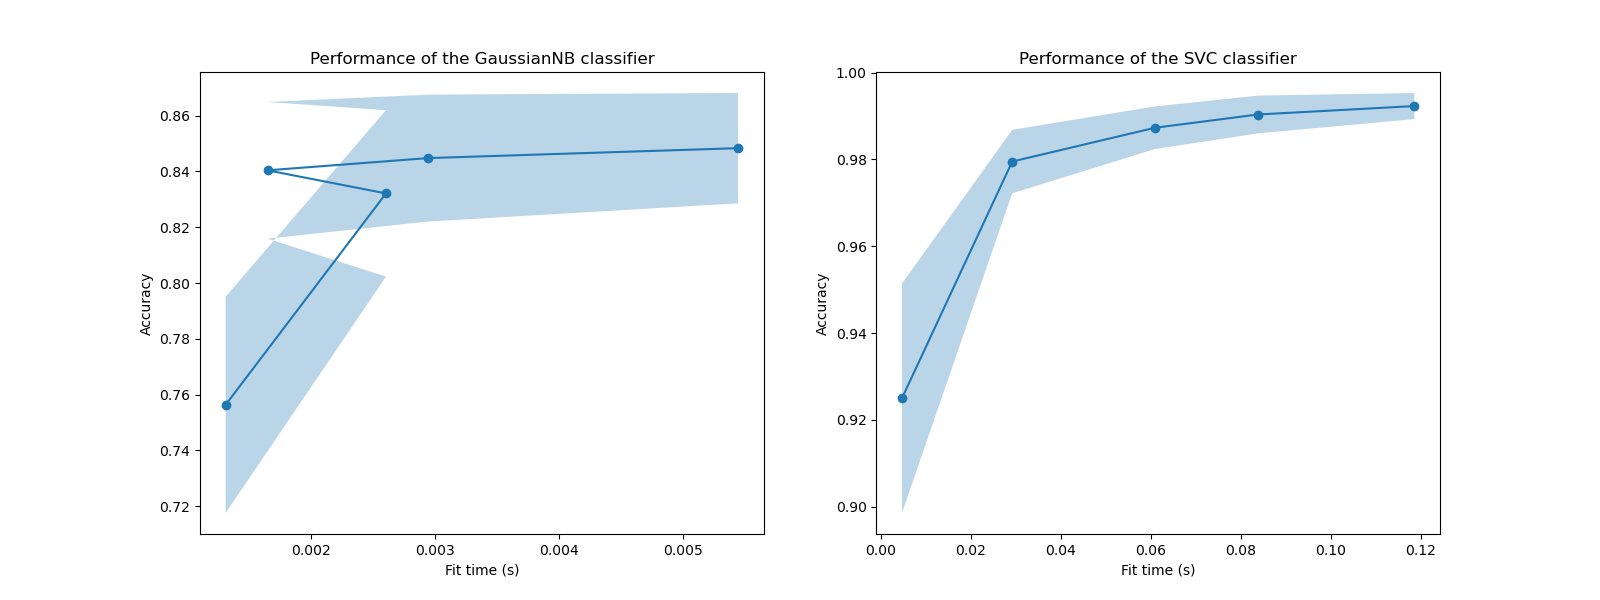 Performance of the GaussianNB classifier
Accuracy
0.86
0.84
0.82
0.80
0.78
0.76
0.74
0.72
0.002 0.003 0.004 0.005
Fit time (s)
Performance of the SVC classifier
Accuracy
1.00
0.98
0.96
0.94
0.92
0.90
0.00 0.02 0.04 0.06 0.08 0.10 0.12
Fit time (s)